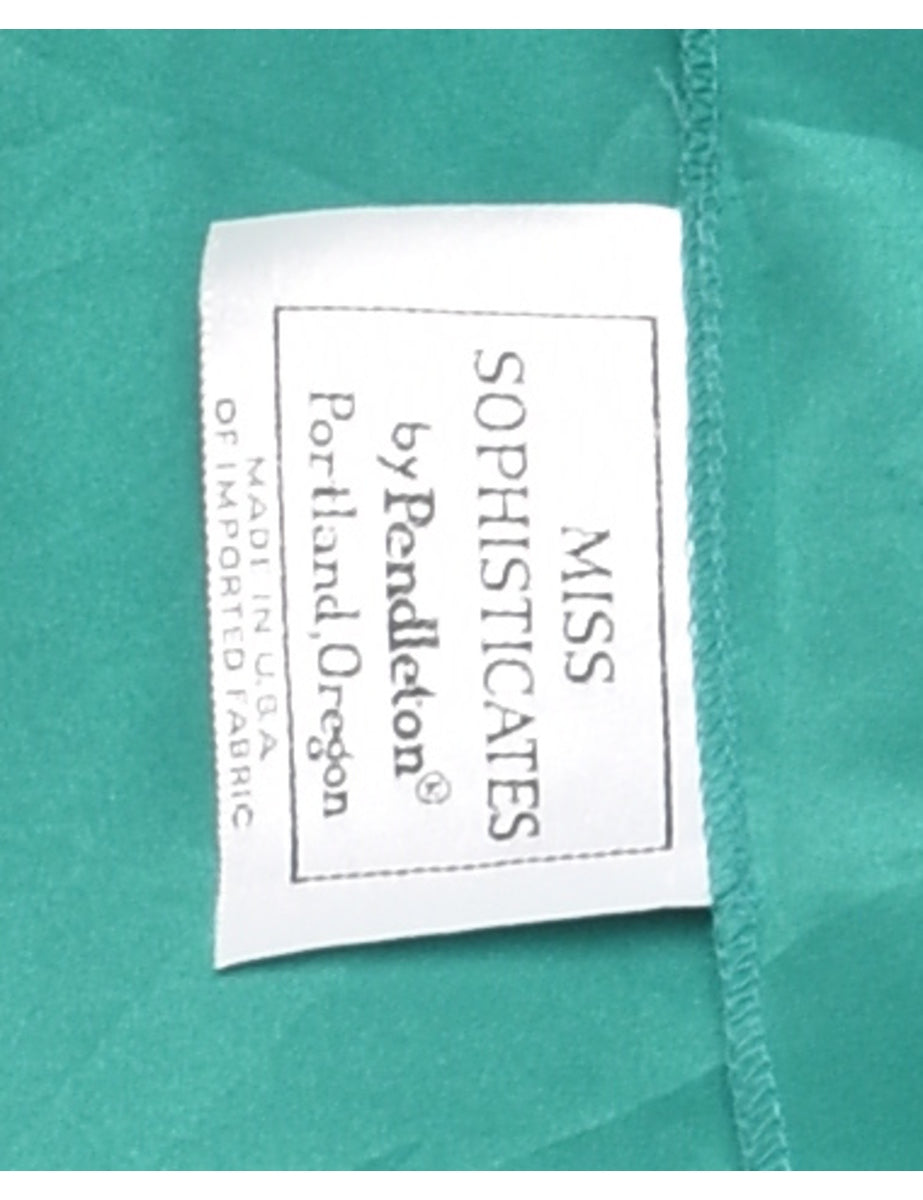 MISS
SOPHISTICATES
by Pendleton®
Portland, Oregon
MADE IN U.S.A.
OF IMPORTED FABRIC